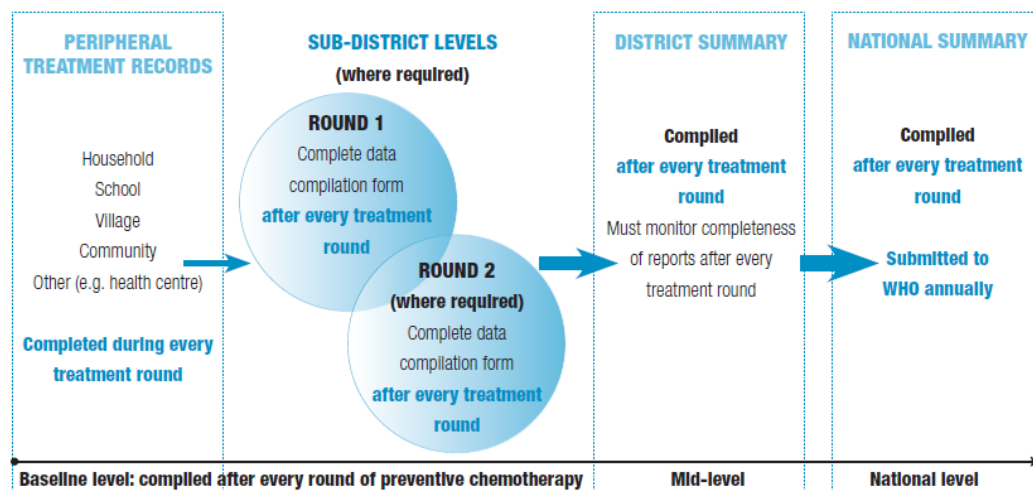 PERIPHERAL
TREATMENT RECORDS
Household
School
Village
Community
Other (e.g. health centre)
Completed during every
treatment round
SUB-DISTRICT LEVELS
(where required)
ROUND 1
Complete data
compilation form
after every treatment
round
ROUND 2
(where required)
Complete data
compilation form
after every treatment
round
DISTRICT SUMMARY
Compiled
after every treatment
round
Must monitor completeness
of reports after every
treatment round
NATIONAL SUMMARY
Compiled
after every treatment
round
Submitted to
WHO annually
Baseline level: compiled after every round of preventive chemotherapy
Mid-level
National level